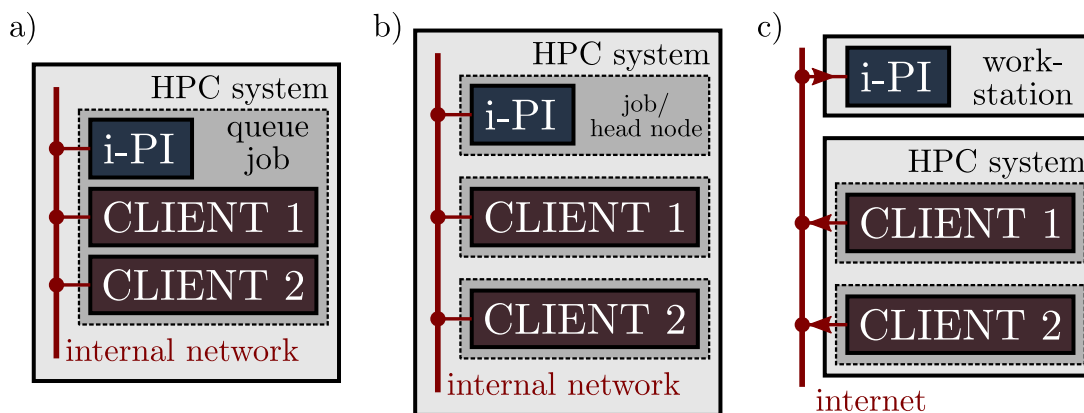 a)
HPC system
queue
job
i-PI
CLIENT 1
CLIENT 2
internal network
b)
HPC system
i-PI
job/
head node
CLIENT 1
CLIENT 2
internal network
c)
i-PI
work-
station
HPC system
CLIENT 1
CLIENT 2
internet